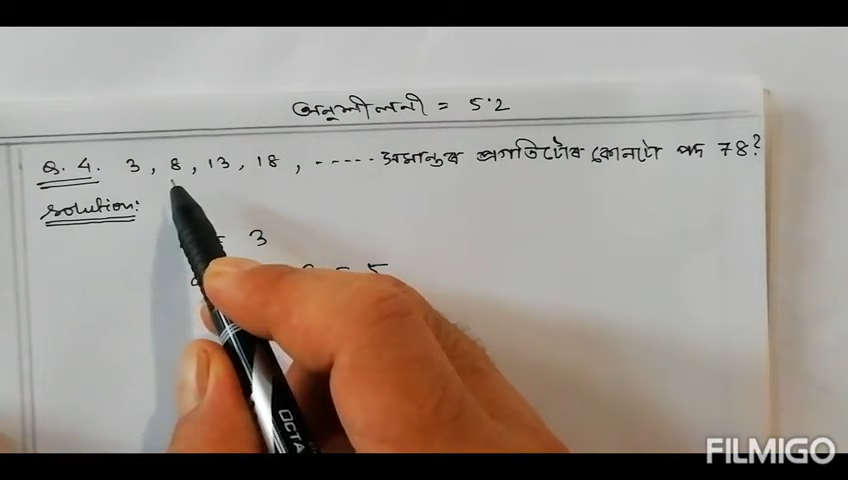 অনুশীলনী = 5.2
Q. 4. 3, 8, 13, 18, ----- সমান্তৰ প্ৰগতিটোৰ কোনটো পদ 78?
Solution:
= 3
= 5
OCTA
FILMIGO